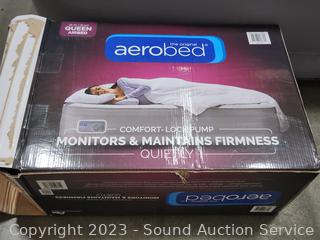 QUEEN
AIRBED
the original
aerobed
COMFORT-LOCK PUMP
MONITORS & MAINTAINS FIRMNESS
QUIETLY
MONITORS & MAINTAINS FIRMNESS
aerobed
Copyright 2023 - Sound Auction Service